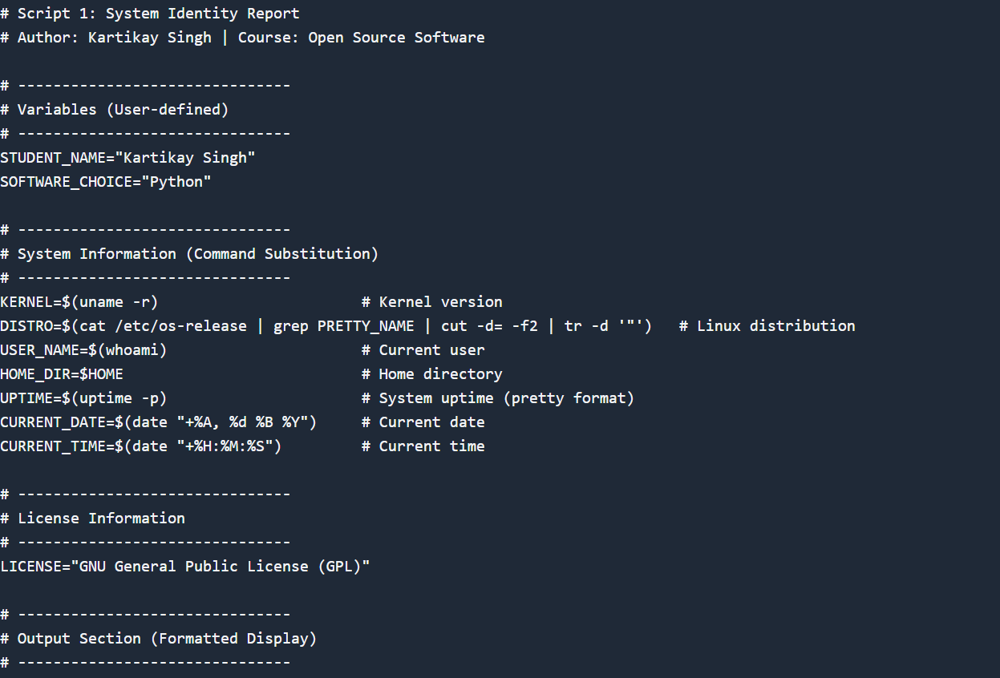 # Script 1: System Identity Report
# Author: Kartikay Singh | Course: Open Source Software
# -------------------------------
# Variables (User-defined)
# -------------------------------
STUDENT_NAME="Kartikay Singh"
SOFTWARE_CHOICE="Python"
# -------------------------------
# System Information (Command Substitution)
# -------------------------------
KERNEL=$(uname -r)                       # Kernel version
DISTRO=$(cat /etc/os-release | grep PRETTY_NAME | cut -d= -f2 | tr -d '"')   # Linux distribution
USER_NAME=$(whoami)                      # Current user
HOME_DIR=$HOME                           # Home directory
UPTIME=$(uptime -p)                      # System uptime (pretty format)
CURRENT_DATE=$(date "+%A, %d %B %Y")     # Current date
CURRENT_TIME=$(date "+%H:%M:%S")         # Current time
# -------------------------------
# License Information
# -------------------------------
LICENSE="GNU General Public License (GPL)"
# -------------------------------
# Output Section (Formatted Display)
# -------------------------------